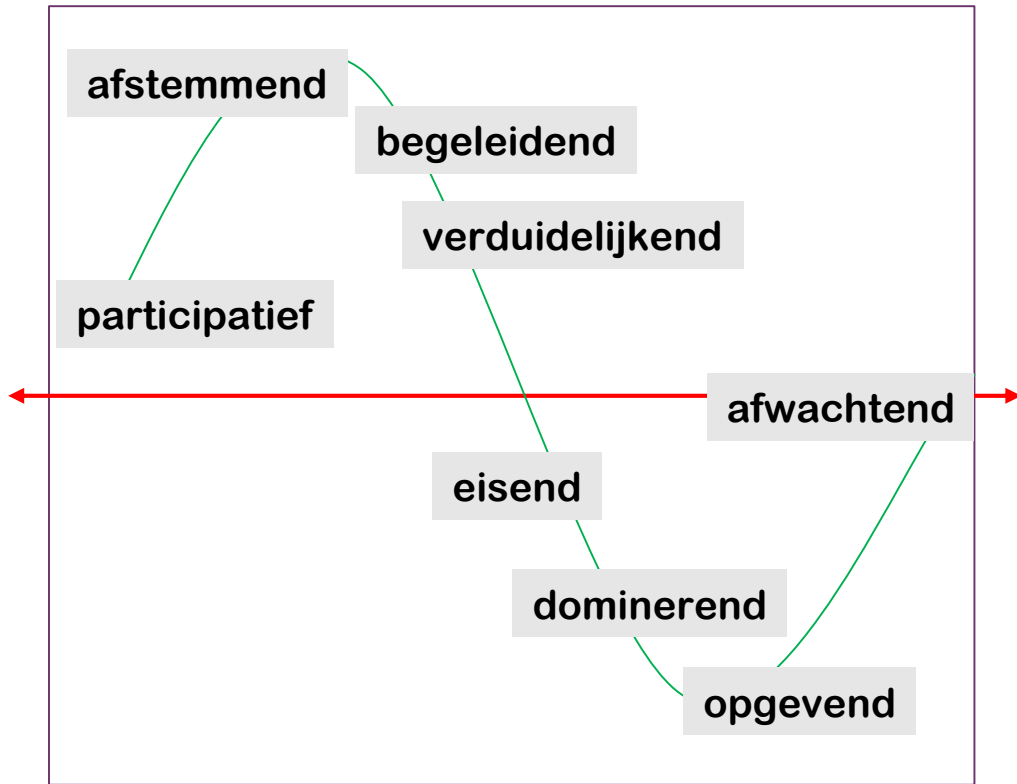 afstemmend
begeleidend
verduidelijkend
participatief
afwachtend
eisend
dominerend
opgevend